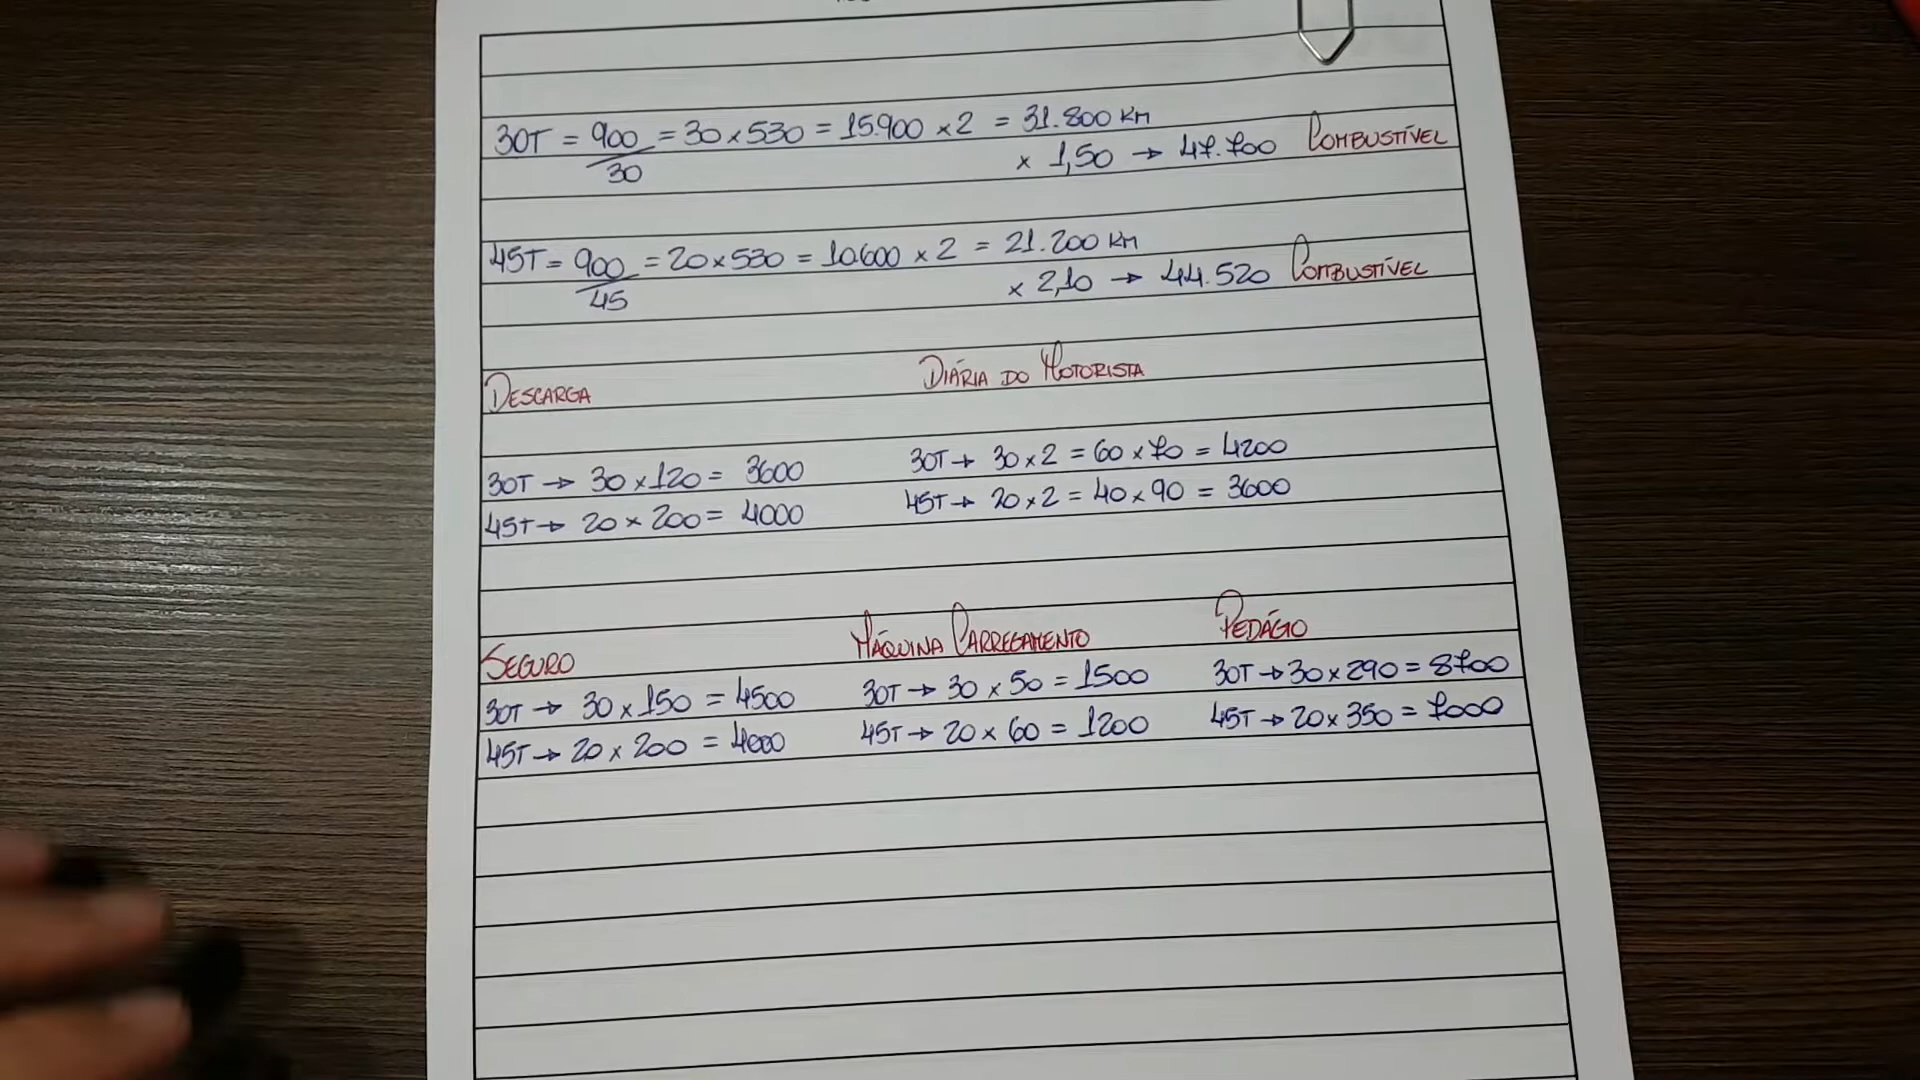 30T = 900 = 30 x 530 = 15.900 x 2 = 31.800 KM
30
x 1,50 → 47.700 COMBUSTÍVEL
45T = 900 = 20 x 530 = 10.600 x 2 = 21.200 KM
45
x 2,10 → 44.520 COMBUSTÍVEL
DESCARGA
30T → 30 x 120 = 3600
45T → 20 x 200 = 4000
DIÁRIA DO MOTORISTA
30T → 30 x 2 = 60 x 70 = 4200
45T → 20 x 2 = 40 x 90 = 3600
SEGURO
30T → 30 x 150 = 4500
45T → 20 x 200 = 4000
MÁQUINA CARREGAMENTO
30T → 30 x 50 = 1500
45T → 20 x 60 = 1200
PEDÁGIO
30T → 30 x 290 = 8700
45T → 20 x 350 = 7000